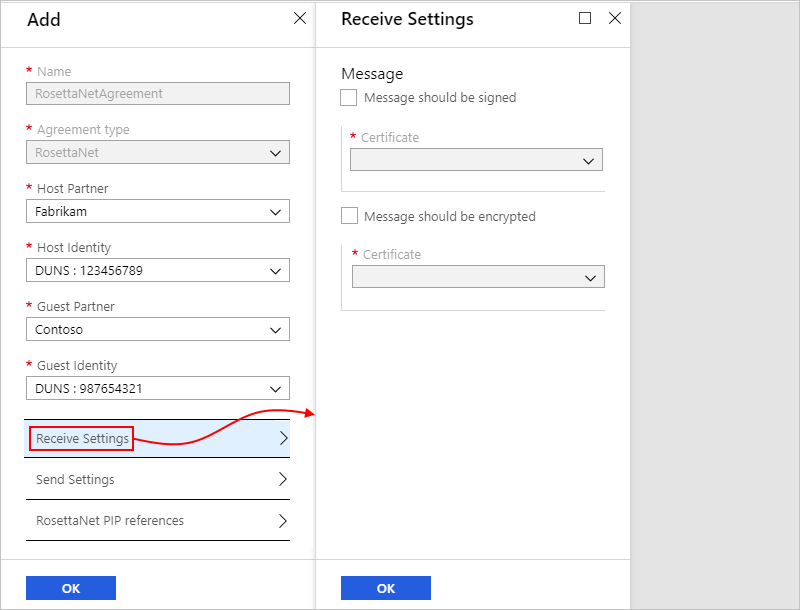 Add
* Name
RosettaNetAgreement
* Agreement type
RosettaNet
* Host Partner
Fabrikam
* Host Identity
DUNS : 123456789
* Guest Partner
Contoso
* Guest Identity
DUNS : 987654321
Receive Settings
Send Settings
RosettaNet PIP references
OK
Receive Settings
Message
Message should be signed
* Certificate
Message should be encrypted
* Certificate
OK